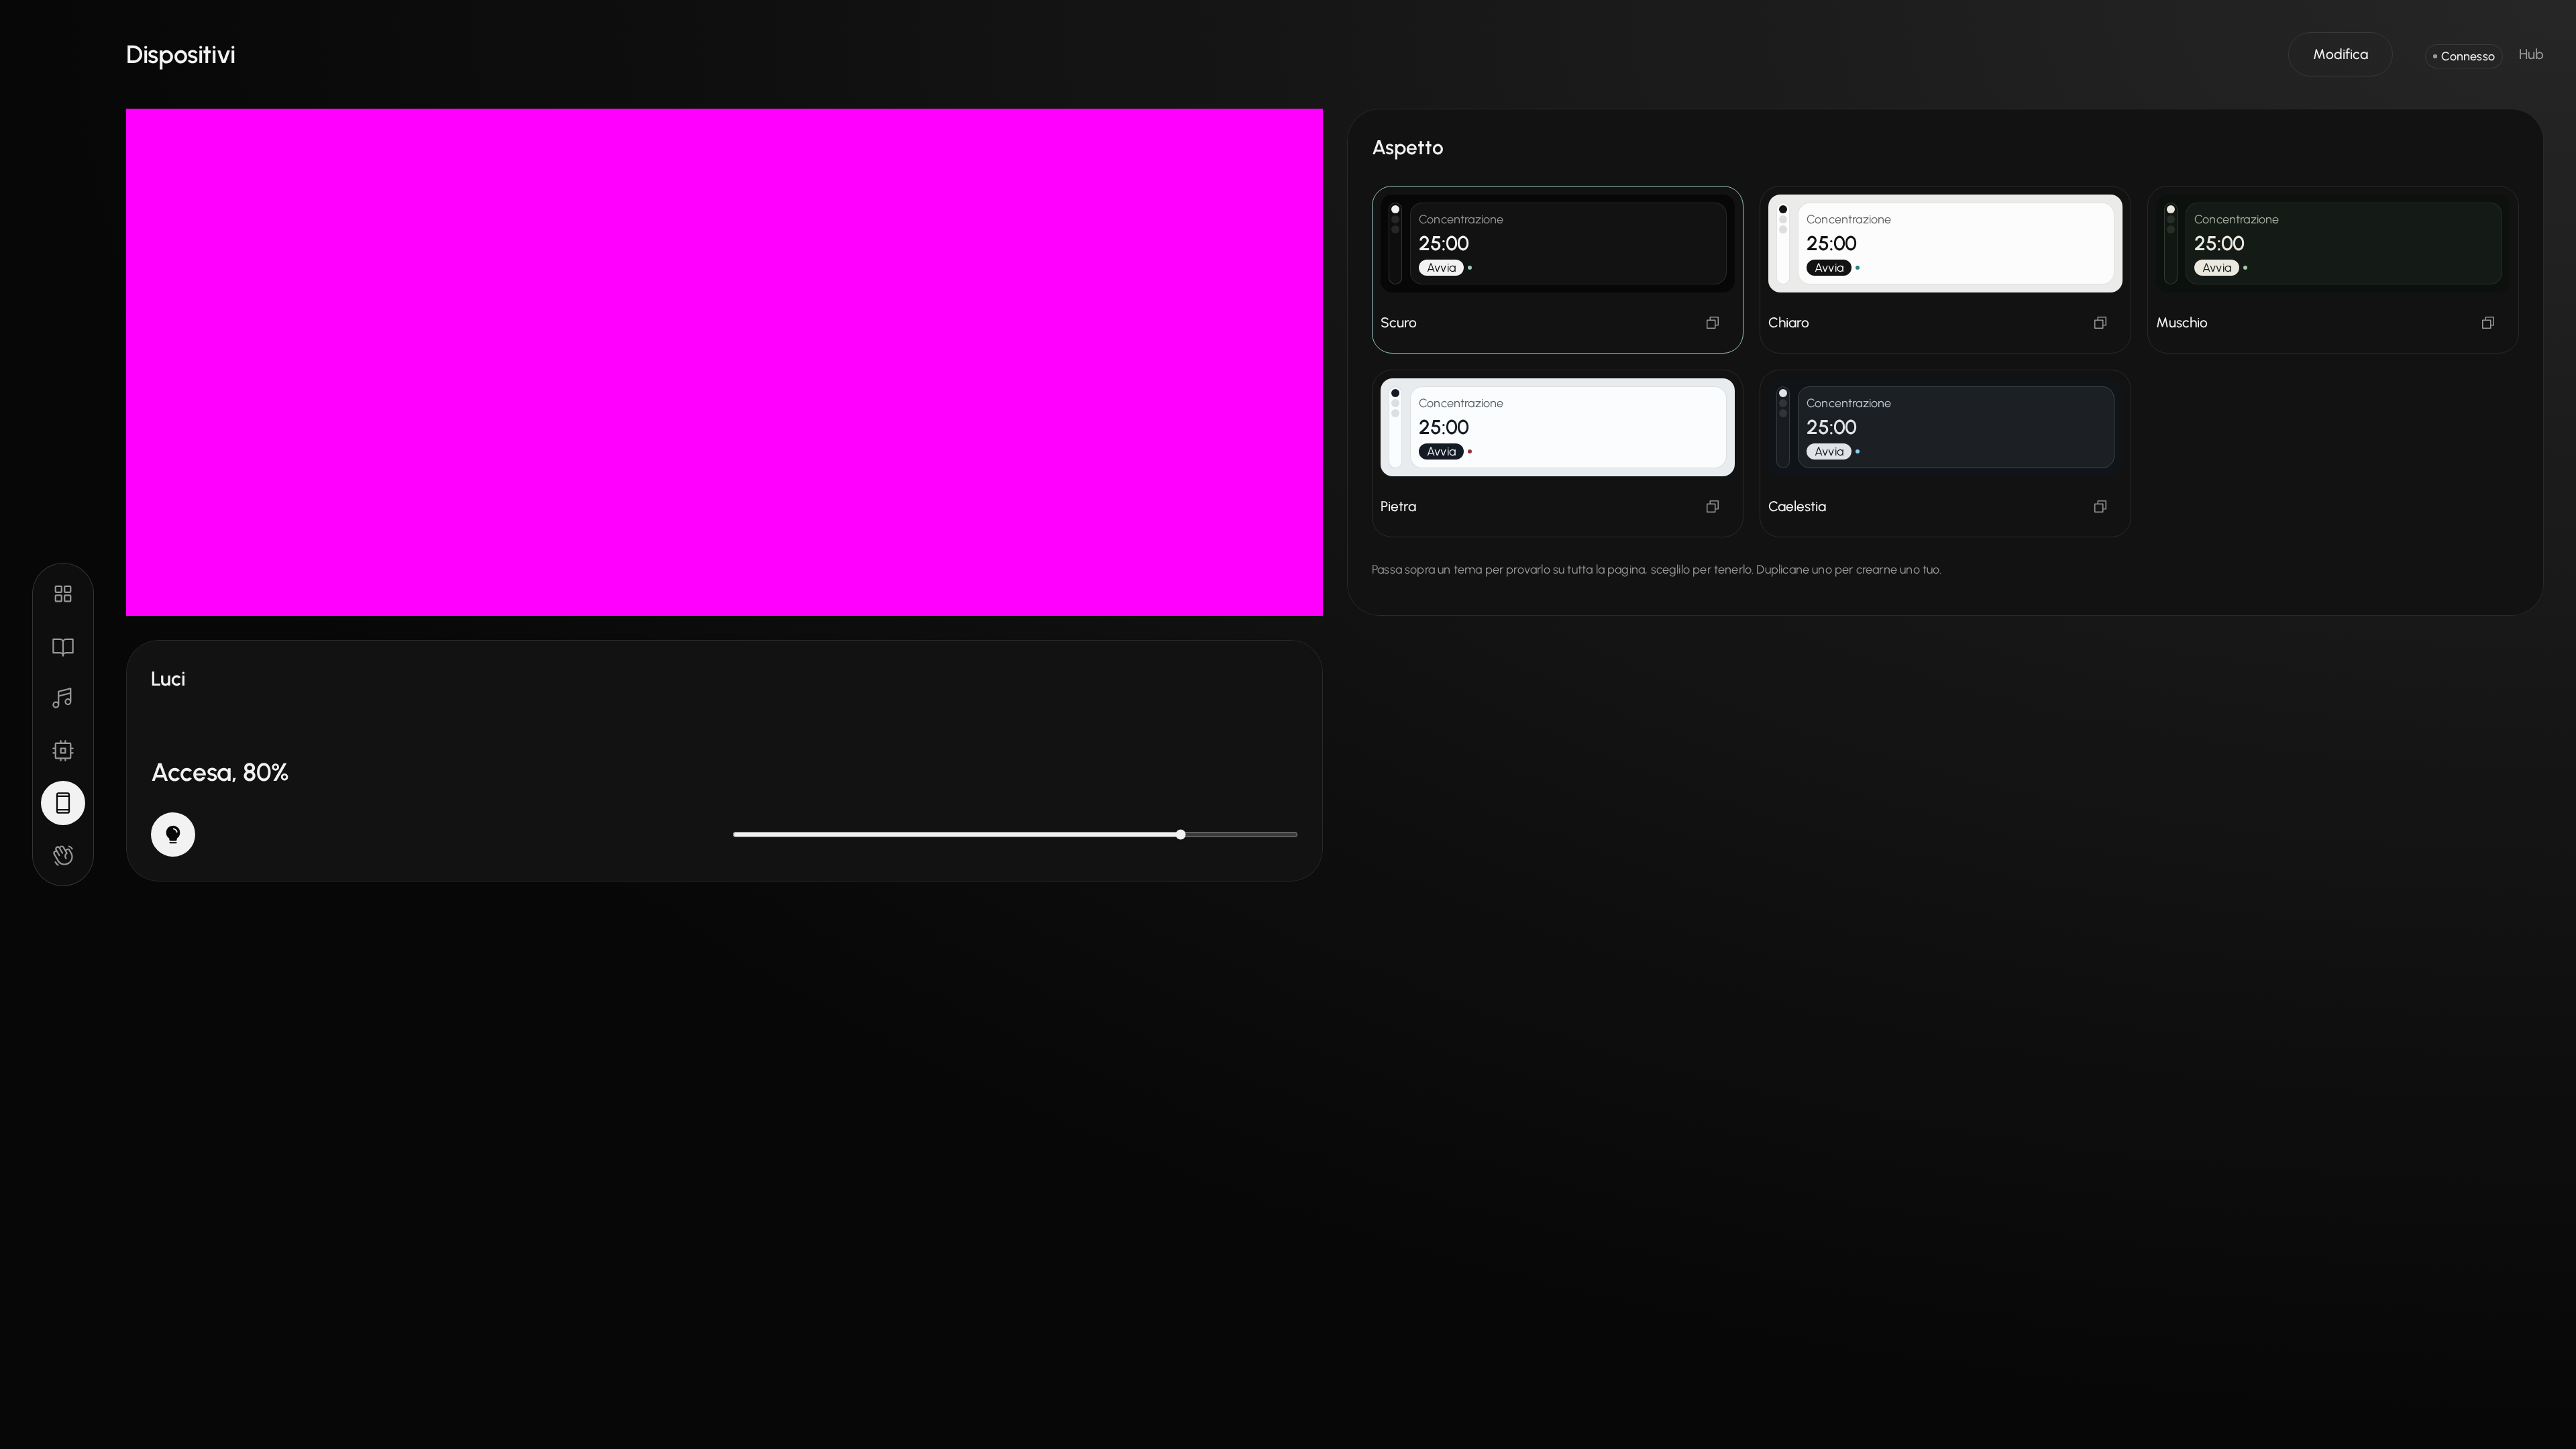 Dispositivi
Modifica
Connesso
Hub
Aspetto
Concentrazione
25:00
Avvia
Scuro
Concentrazione
25:00
Avvia
Chiaro
Concentrazione
25:00
Avvia
Muschio
Concentrazione
25:00
Avvia
Pietra
Concentrazione
25:00
Avvia
Caelestia
Passa sopra un tema per provarlo su tutta la pagina, sceglilo per tenerlo. Duplicane uno per crearne uno tuo.
Luci
Accesa, 80%